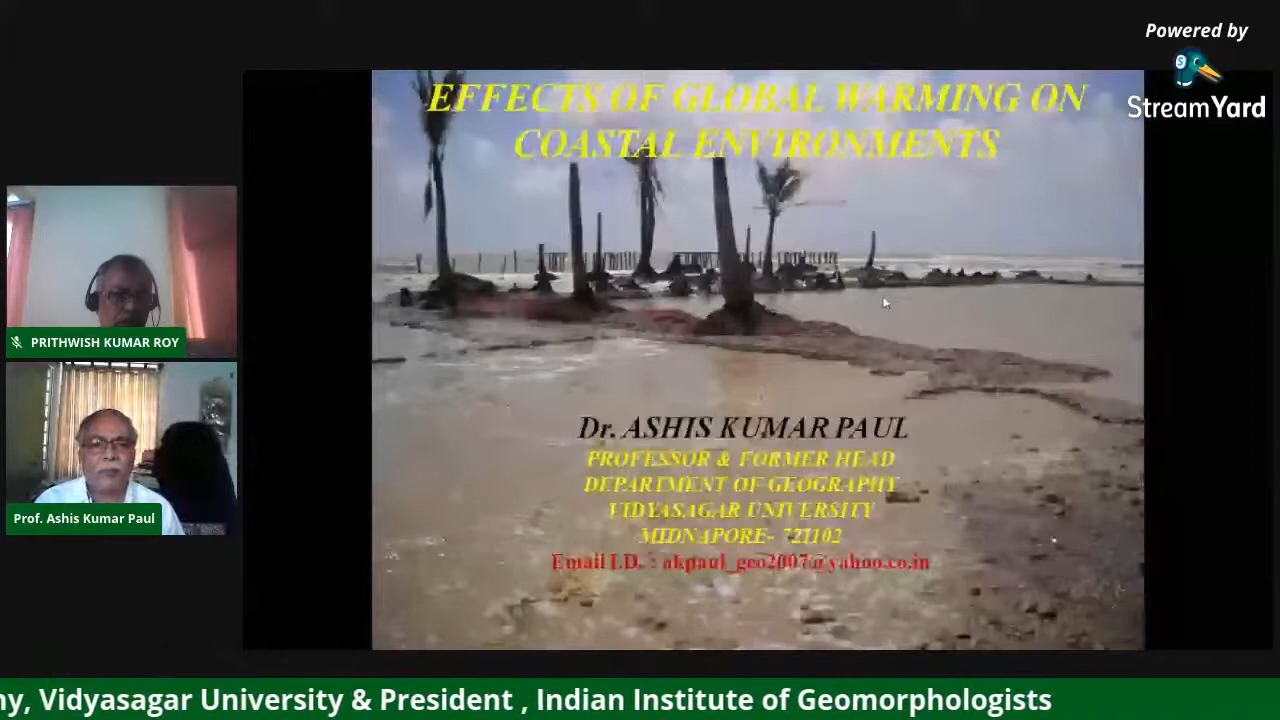 Powered by
StreamYard
EFFECTS OF GLOBAL WARMING ON
COASTAL ENVIRONMENTS
PRITHWISH KUMAR ROY
Prof. Ashis Kumar Paul
Dr. ASHIS KUMAR PAUL
PROFESSOR & FORMER HEAD
DEPARTMENT OF GEOGRAPHY
VIDYASAGAR UNIVERSITY
MIDNAPORE- 721102
Email I.D. : akpaul_geo2007@yahoo.co.in
hy, Vidyasagar University & President , Indian Institute of Geomorphologists